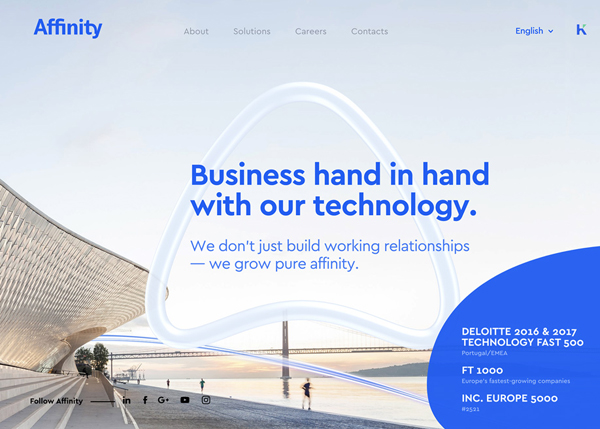 Affinity
About
Solutions
Careers
Contacts
English
Business hand in hand
with our technology.
We don't just build working relationships
— we grow pure affinity.
DELOITTE 2016 & 2017
TECHNOLOGY FAST 500
Portugal/EMEA
FT 1000
Europe's fastest-growing companies
INC. EUROPE 5000
#2521
Follow Affinity
in
f
G+